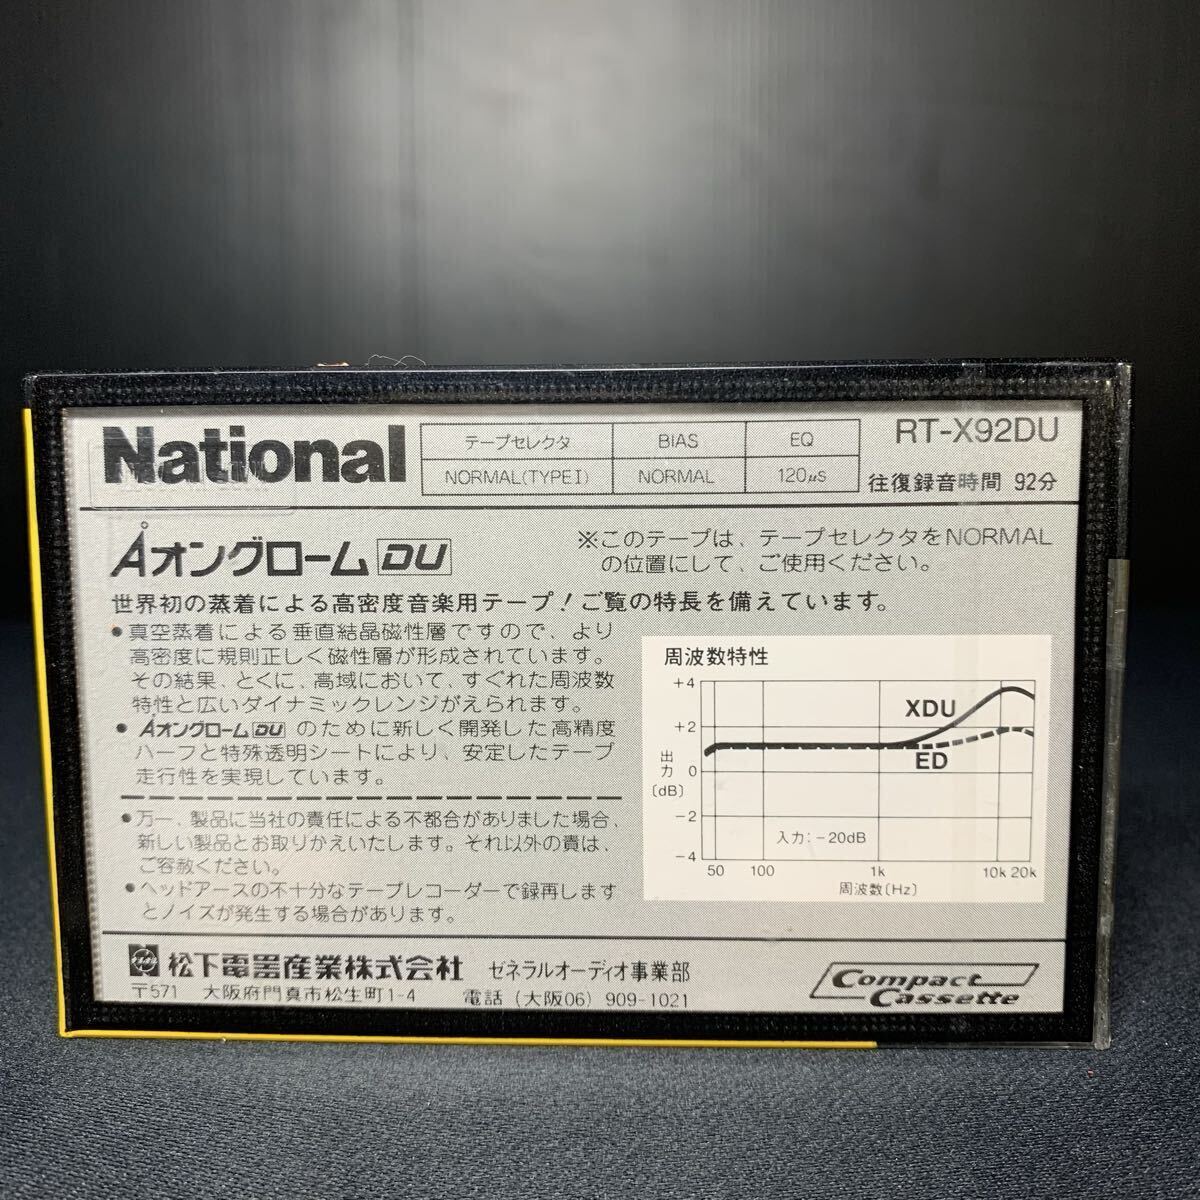 National
テープセレクタ BIAS EQ
NORMAL(TYPEⅠ) NORMAL 120μs
RT-X92DU
往復録音時間 92分
Åオングローム DU
※このテープは、テープセレクタをNORMAL
の位置にして、ご使用ください。
世界初の蒸着による高密度音楽用テープ!ご覧の特長を備えています。
●真空蒸着による垂直結晶磁性層ですので、より
高密度に規則正しく磁性層が形成されています。
その結果、とくに、高域において、すぐれた周波数
特性と広いダイナミックレンジがえられます。
●Åオングローム DU のために新しく開発した高精度
ハーフと特殊透明シートにより、安定したテープ
走行性を実現しています。
●万一、製品に当社の責任による不都合がありました場合、
新しい製品とお取りかえいたします。それ以外の責は、
ご容赦ください。
●ヘッドアースの不十分なテープレコーダーで録再します
とノイズが発生する場合があります。
周波数特性
+4
+2
0
-2
-4
出力(dB)
XDU
ED
入力:-20dB
50 100 1k 10k 20k
周波数(Hz)
松下電器産業株式会社 ゼネラルオーディオ事業部
〒571 大阪府門真市松生町1-4 電話(大阪06)909-1021
Compact
Cassette